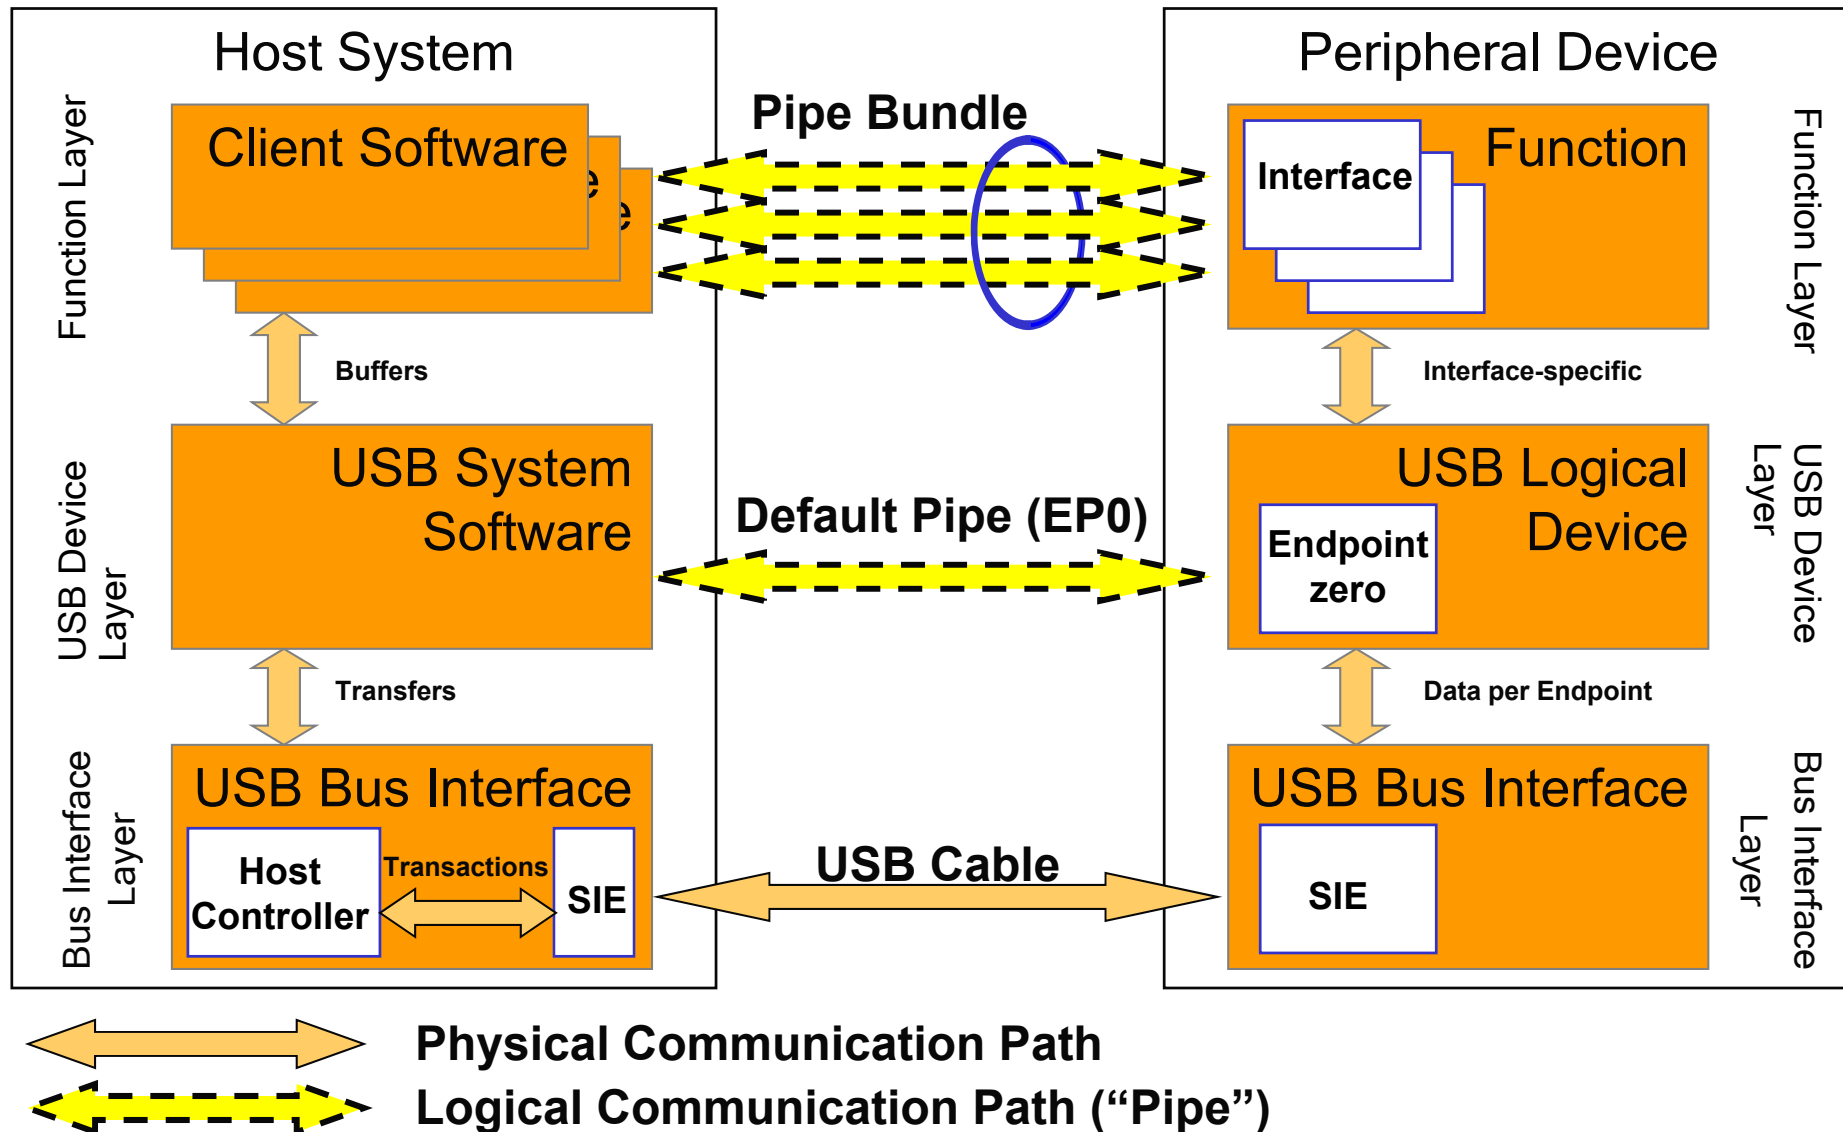 Host System
Peripheral Device
Function Layer
Client Software
e
e
Pipe Bundle
Interface
Function
Function Layer
Buffers
Interface-specific
USB Device
Layer
USB System
Software
Default Pipe (EP0)
USB Logical
Device
Endpoint
zero
USB Device
Layer
Transfers
Data per Endpoint
Bus Interface
Layer
USB Bus Interface
Host
Controller
Transactions
SIE
USB Cable
USB Bus Interface
SIE
Bus Interface
Layer
Physical Communication Path
Logical Communication Path (“Pipe”)